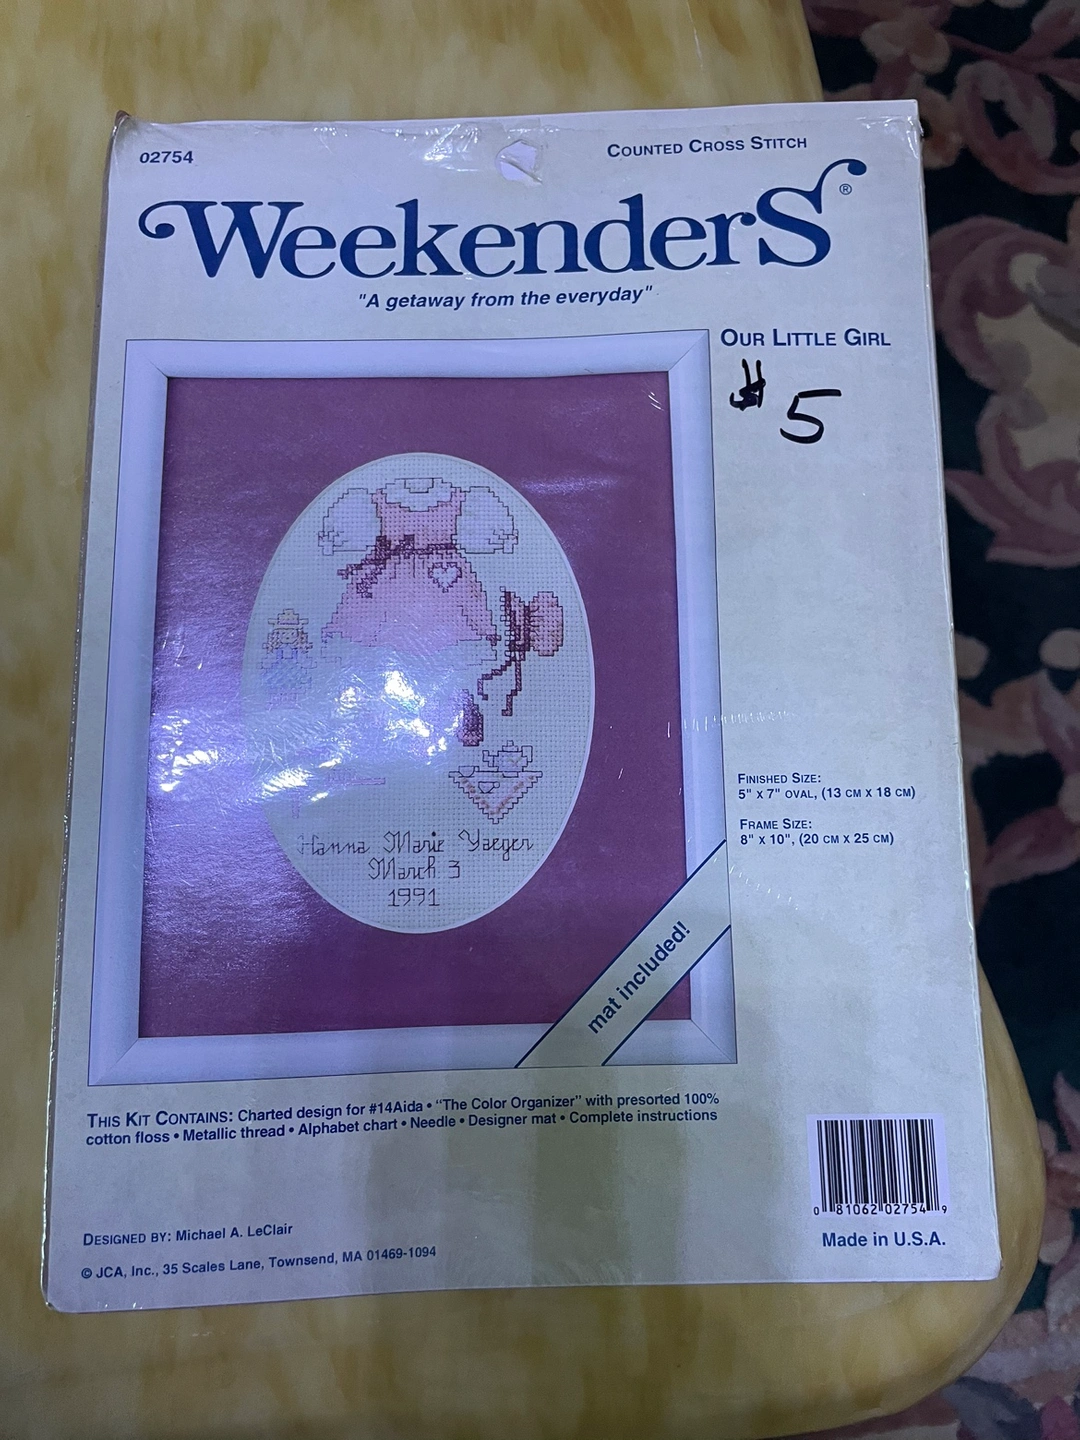 02754
COUNTED CROSS STITCH
WeekenderS®
"A getaway from the everyday"
OUR LITTLE GIRL
$5
FINISHED SIZE:
5" X 7" OVAL, (13 CM X 18 CM)
FRAME SIZE:
8" X 10", (20 CM X 25 CM)
Hanna Marie Yaeger
March 3
1991
mat included!
THIS KIT CONTAINS: Charted design for #14Aida • "The Color Organizer" with presorted 100%
cotton floss • Metallic thread • Alphabet chart • Needle • Designer mat • Complete instructions
0 81062 02754 9
Made in U.S.A.
DESIGNED BY: Michael A. LeClair
© JCA, Inc., 35 Scales Lane, Townsend, MA 01469-1094